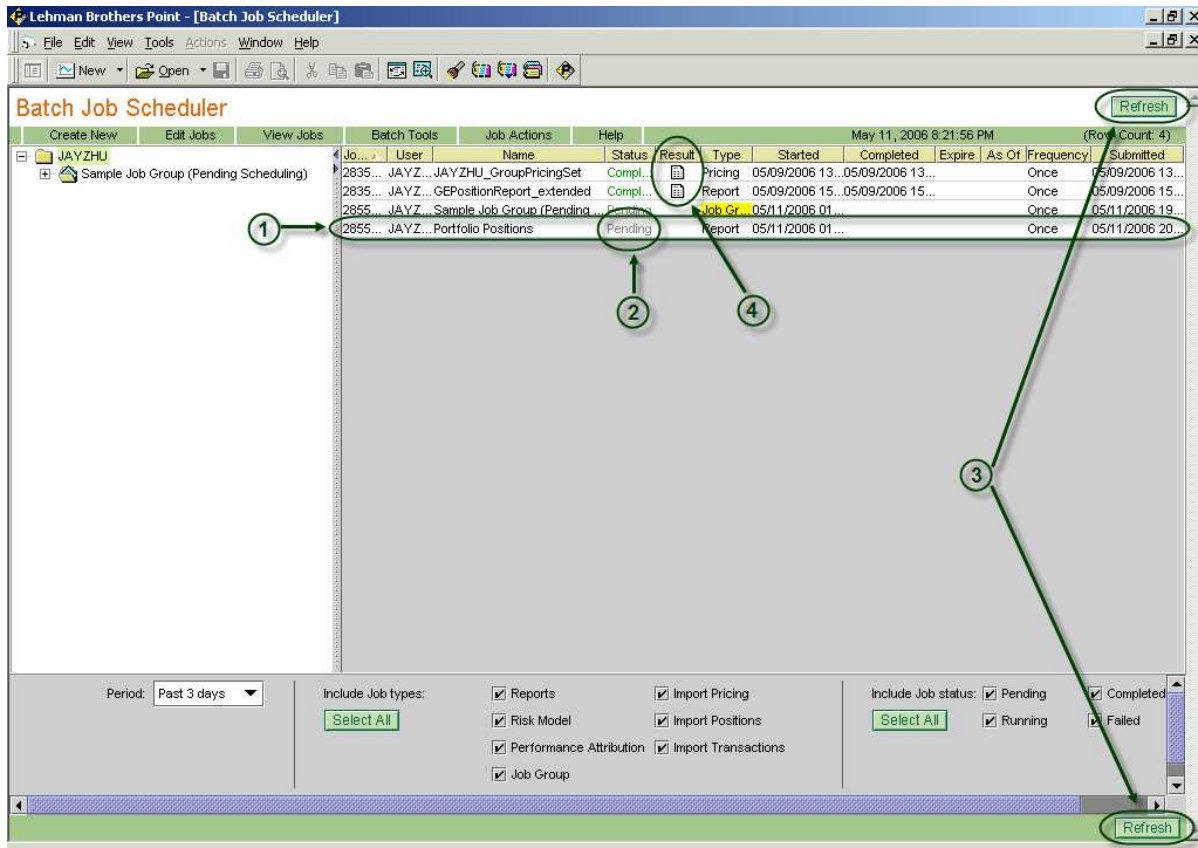 Lehman Brothers Point - [Batch Job Scheduler]
File Edit View Tools Actions Window Help
New Open
Batch Job Scheduler Refresh
Create New Edit Jobs View Jobs Batch Tools Job Actions Help May 11, 2006 8:21:56 PM (Row Count: 4)
JAYZHU
Sample Job Group (Pending Scheduling)
Jo... User Name Status Result Type Started Completed Expire As Of Frequency Submitted
2835... JAYZ... JAYZHU_GroupPricingSet Compl... Pricing 05/09/2006 13... 05/09/2006 13... Once 05/09/2006 13...
2835... JAYZ... GEPositionReport_extended Compl... Report 05/09/2006 15... 05/09/2006 15... Once 05/09/2006 15...
2855... JAYZ... Sample Job Group (Pending ... Pending Job Gr... 05/11/2006 01... Once 05/11/2006 19...
2855... JAYZ... Portfolio Positions Pending Report 05/11/2006 01... Once 05/11/2006 20...
1
2
4
3
Period: Past 3 days Include Job types: Reports Import Pricing Include Job status: Pending Completed
Select All Risk Model Import Positions Select All Running Failed
Performance Attribution Import Transactions
Job Group
Refresh